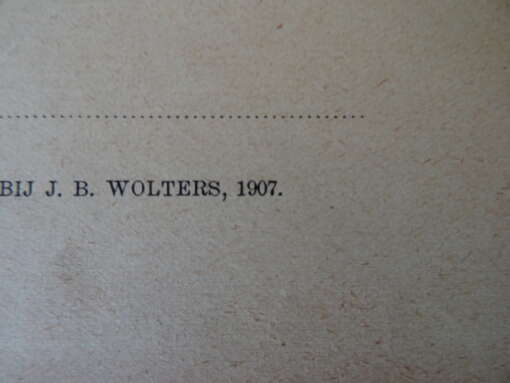 BIJ J. B. WOLTERS, 1907.